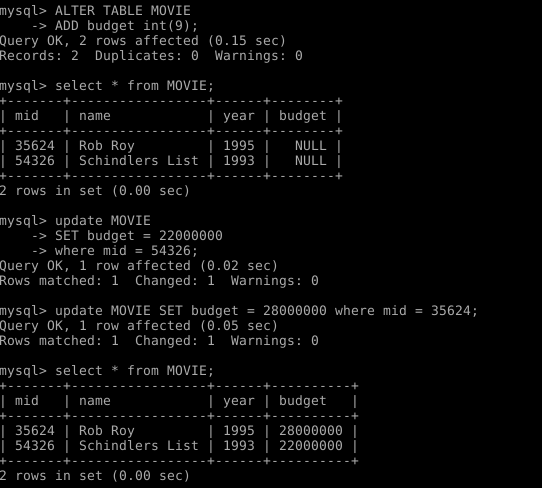 mysql> ALTER TABLE MOVIE
    -> ADD budget int(9);
Query OK, 2 rows affected (0.15 sec)
Records: 2  Duplicates: 0  Warnings: 0

mysql> select * from MOVIE;
+-------+-----------------+------+--------+
| mid   | name            | year | budget |
+-------+-----------------+------+--------+
| 35624 | Rob Roy         | 1995 |   NULL |
| 54326 | Schindlers List | 1993 |   NULL |
+-------+-----------------+------+--------+
2 rows in set (0.00 sec)

mysql> update MOVIE
    -> SET budget = 22000000
    -> where mid = 54326;
Query OK, 1 row affected (0.02 sec)
Rows matched: 1  Changed: 1  Warnings: 0

mysql> update MOVIE SET budget = 28000000 where mid = 35624;
Query OK, 1 row affected (0.05 sec)
Rows matched: 1  Changed: 1  Warnings: 0

mysql> select * from MOVIE;
+-------+-----------------+------+----------+
| mid   | name            | year | budget   |
+-------+-----------------+------+----------+
| 35624 | Rob Roy         | 1995 | 28000000 |
| 54326 | Schindlers List | 1993 | 22000000 |
+-------+-----------------+------+----------+
2 rows in set (0.00 sec)